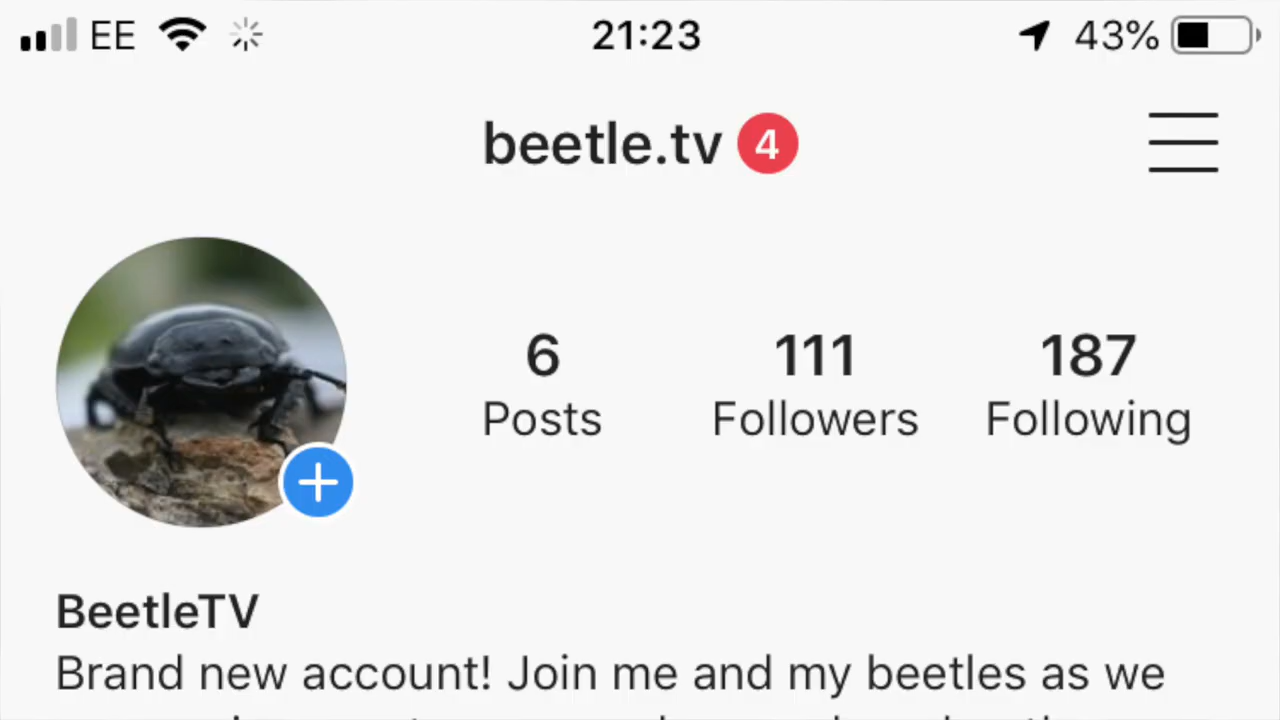 EE 21:23 43%
beetle.tv 4
6 111 187
Posts Followers Following
BeetleTV
Brand new account! Join me and my beetles as we